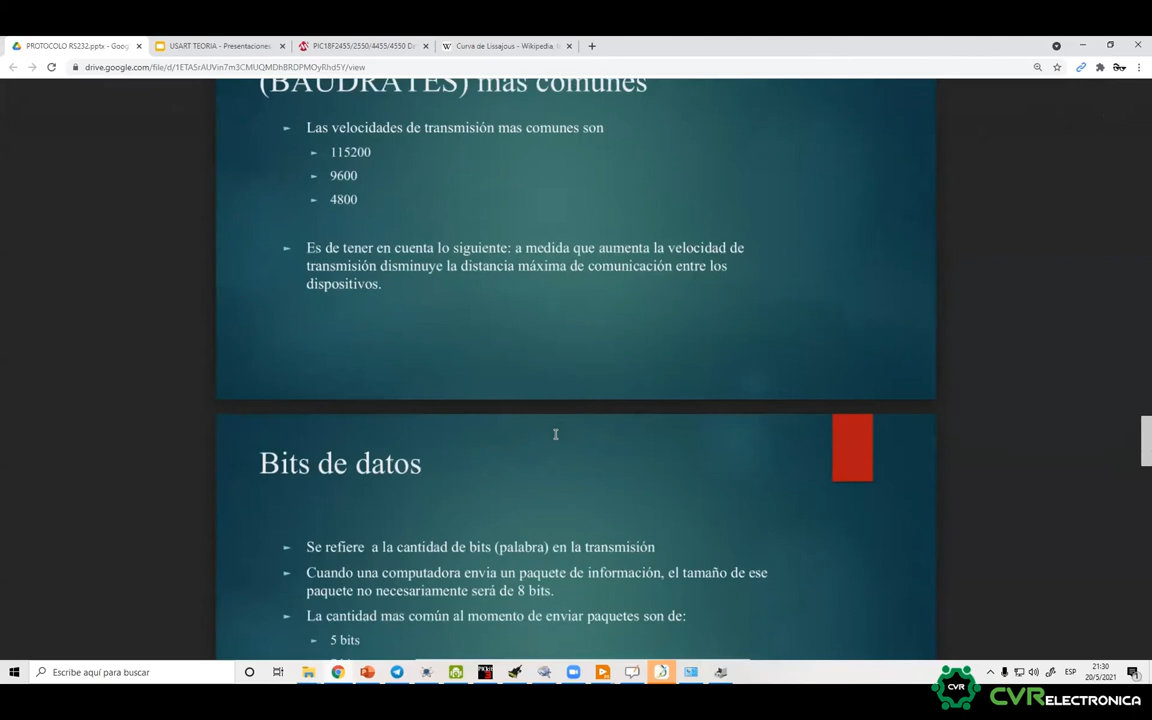 PROTOCOLO RS232.pptx - Goog
USART TEORIA - Presentaciones
PIC18F2455/2550/4455/4550 Da
Curva de Lissajous - Wikipedia, l
drive.google.com/file/d/1ETA5rAUVin7m3CMUQMDhBRDPMOyRhd5Y/view
(BAUDRATES) mas comunes
Las velocidades de transmisión mas comunes son
115200
9600
4800
Es de tener en cuenta lo siguiente: a medida que aumenta la velocidad de
transmisión disminuye la distancia máxima de comunicación entre los
dispositivos.
Bits de datos
Se refiere a la cantidad de bits (palabra) en la transmisión
Cuando una computadora envia un paquete de información, el tamaño de ese
paquete no necesariamente será de 8 bits.
La cantidad mas común al momento de enviar paquetes son de:
5 bits
Escribe aquí para buscar
ESP
21:30
20/5/2021
CVR
CVRELECTRONICA